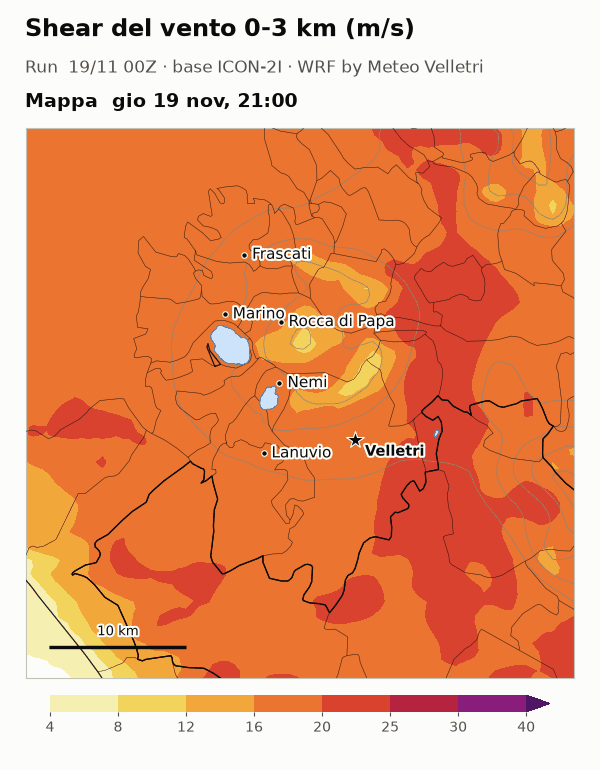 Shear del vento 0-3 km (m/s)
Run  19/11 00Z · base ICON-2I · WRF by Meteo Velletri
Mappa  gio 19 nov, 21:00
Frascati
Marino
Rocca di Papa
Nemi
Velletri
Lanuvio
10 km
4 8 12 16 20 25 30 40